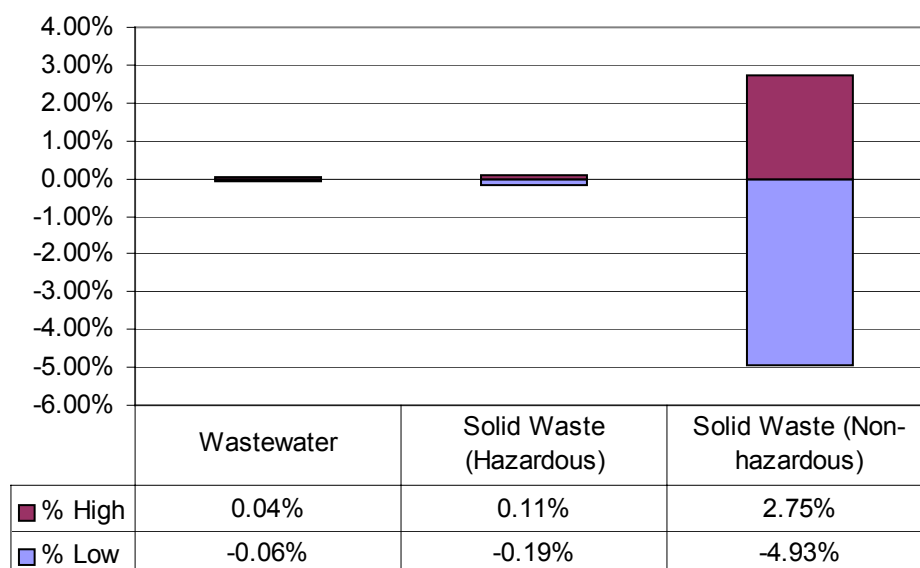 4.00%
3.00%
2.00%
1.00%
0.00%
-1.00%
-2.00%
-3.00%
-4.00%
-5.00%
-6.00%
Wastewater
Solid Waste
(Hazardous)
Solid Waste (Non-
hazardous)
% High 0.04% 0.11% 2.75%
% Low -0.06% -0.19% -4.93%